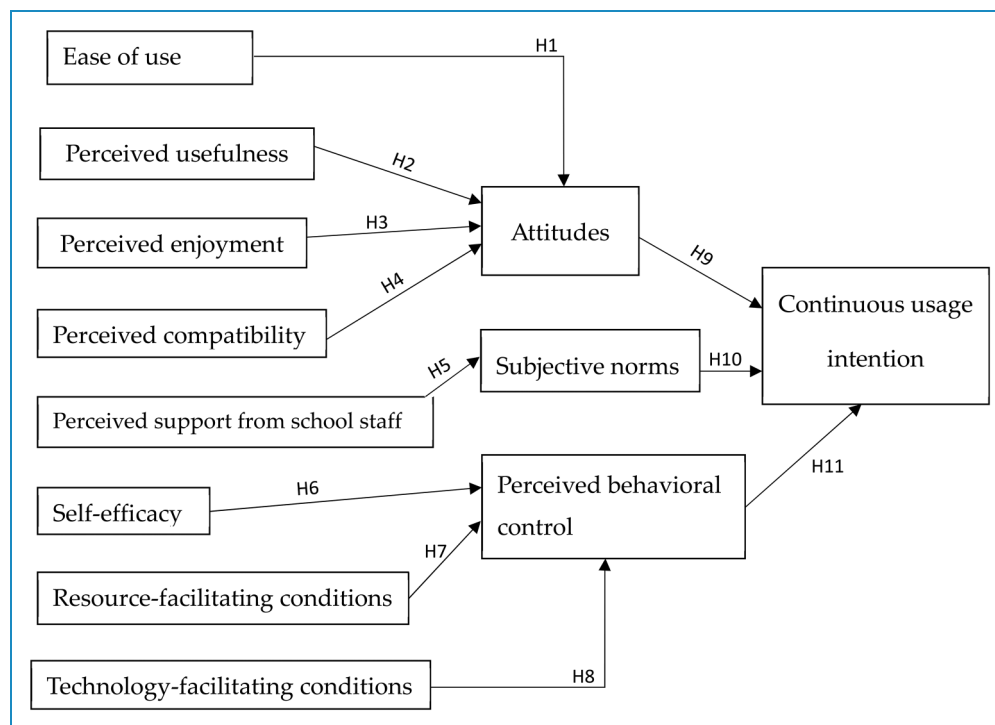 Ease of use
H1
Perceived usefulness
H2
Perceived enjoyment
H3
Attitudes
Perceived compatibility
H4
H9
Continuous usage
intention
Perceived support from school staff
H5
Subjective norms
H10
Self-efficacy
H6
Perceived behavioral
control
H11
Resource-facilitating conditions
H7
Technology-facilitating conditions
H8